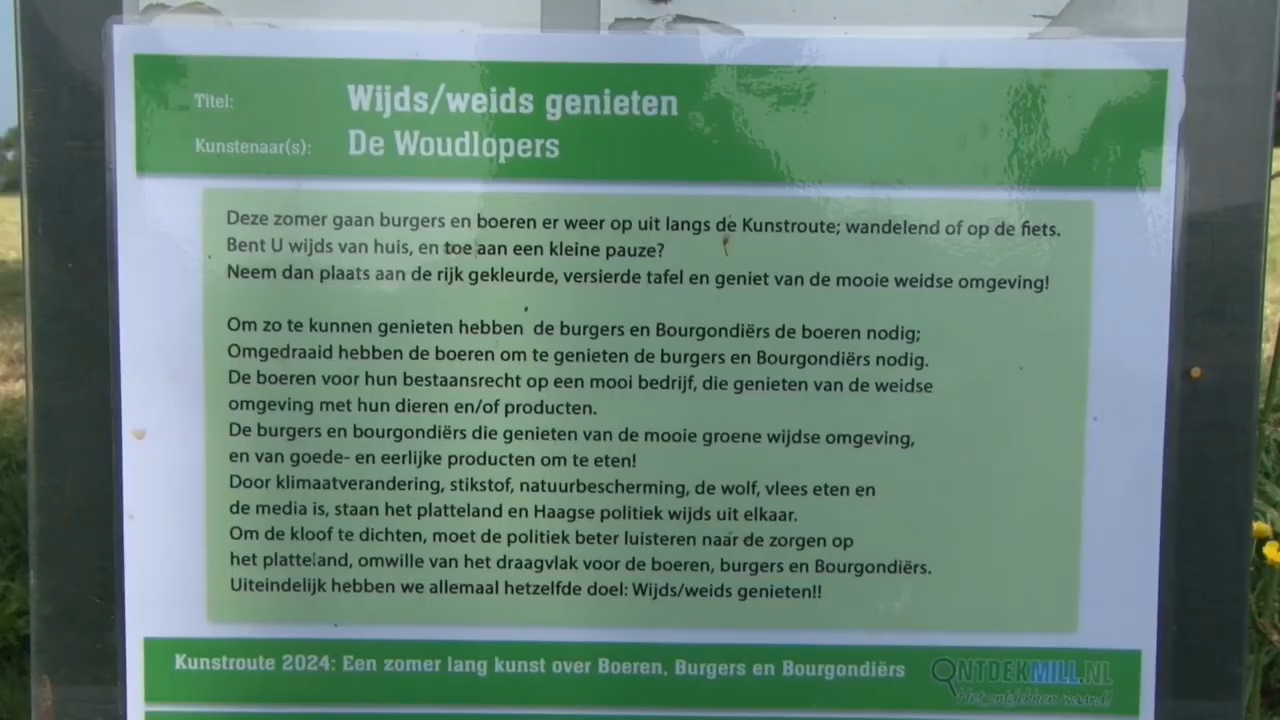 Titel: Wijds/weids genieten
Kunstenaar(s): De Woudlopers
Deze zomer gaan burgers en boeren er weer op uit langs de Kunstroute; wandelend of op de fiets.
Bent U wijds van huis, en toe aan een kleine pauze?
Neem dan plaats aan de rijk gekleurde, versierde tafel en geniet van de mooie weidse omgeving!
Om zo te kunnen genieten hebben de burgers en Bourgondiërs de boeren nodig;
Omgedraaid hebben de boeren om te genieten de burgers en Bourgondiërs nodig.
De boeren voor hun bestaansrecht op een mooi bedrijf, die genieten van de weidse
omgeving met hun dieren en/of producten.
De burgers en bourgondiërs die genieten van de mooie groene wijdse omgeving,
en van goede- en eerlijke producten om te eten!
Door klimaatverandering, stikstof, natuurbescherming, de wolf, vlees eten en
de media is, staan het platteland en Haagse politiek wijds uit elkaar.
Om de kloof te dichten, moet de politiek beter luisteren naar de zorgen op
het platteland, omwille van het draagvlak voor de boeren, burgers en Bourgondiërs.
Uiteindelijk hebben we allemaal hetzelfde doel: Wijds/weids genieten!!
Kunstroute 2024: Een zomer lang kunst over Boeren, Burgers en Bourgondiërs
ONTDEKMILL.NL
Het ontdekken waard!